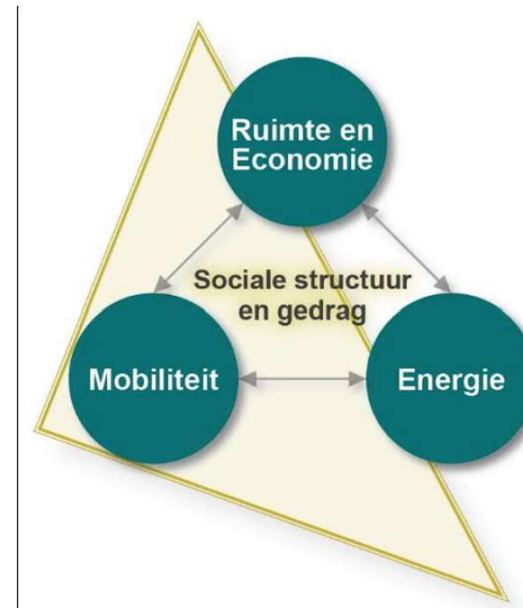 Ruimte en
Economie
Sociale structuur
en gedrag
Mobiliteit
Energie